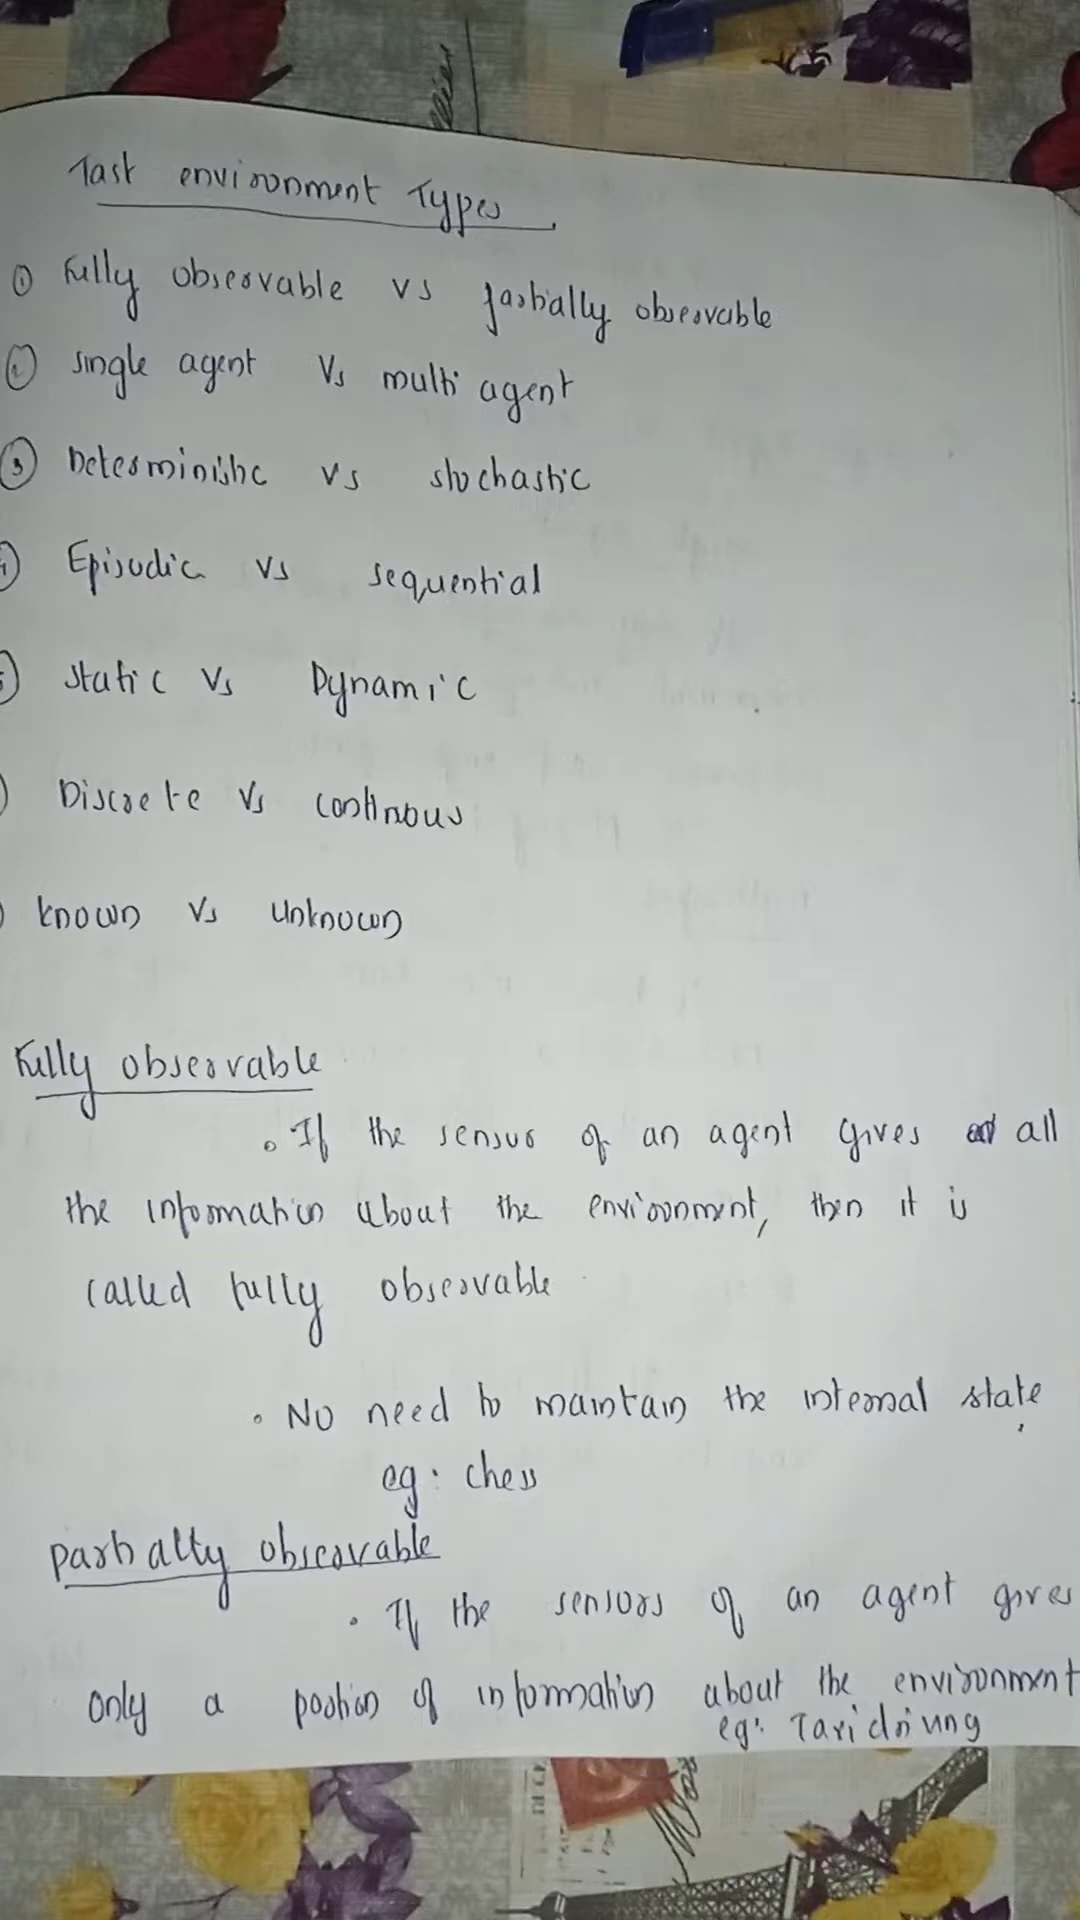 Task environment Types
① Fully observable vs partially observable
② single agent Vs multi agent
③ Deterministic vs stochastic
④ Episodic vs sequential
5) static Vs Dynamic
) Discrete Vs continous
) known Vs Unknown
Fully observable
. If the sensor of an agent gives all
the information about the environment, then it is
called fully observable
. No need to maintain the internal state
eg: chess
partially observable
. If the sensors of an agent gives
only a portion of information about the environment
eg: Taxi driving